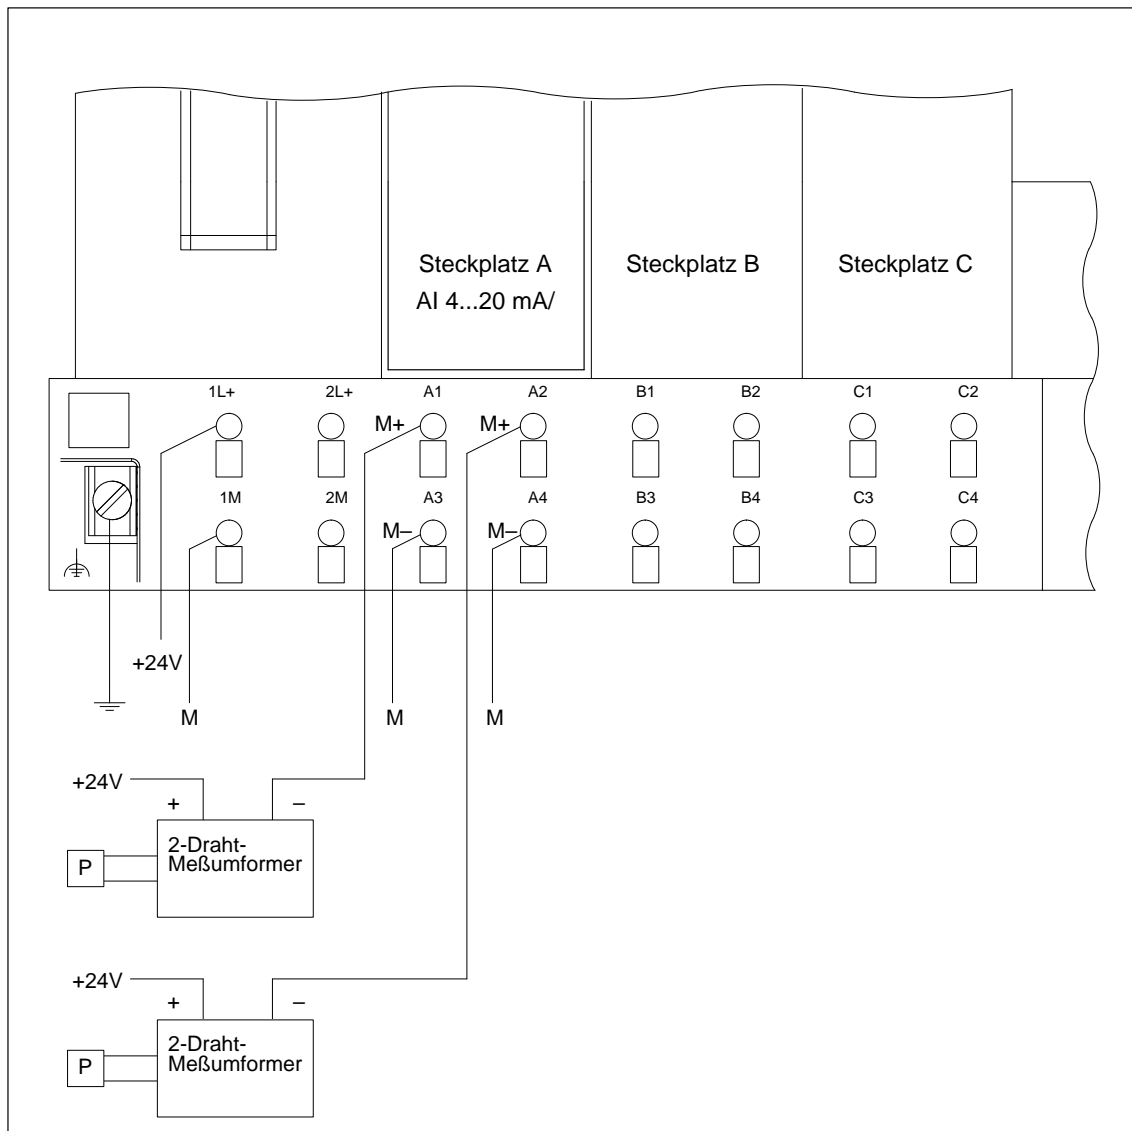 Steckplatz A
AI 4...20 mA/
Steckplatz B
Steckplatz C
1L+ 2L+ A1 A2 B1 B2 C1 C2
M+ M+
1M 2M A3 A4 B3 B4 C3 C4
M– M–
+24V
M M M
+24V
+ –
2-Draht-
Meßumformer
P
+24V
+ –
2-Draht-
Meßumformer
P